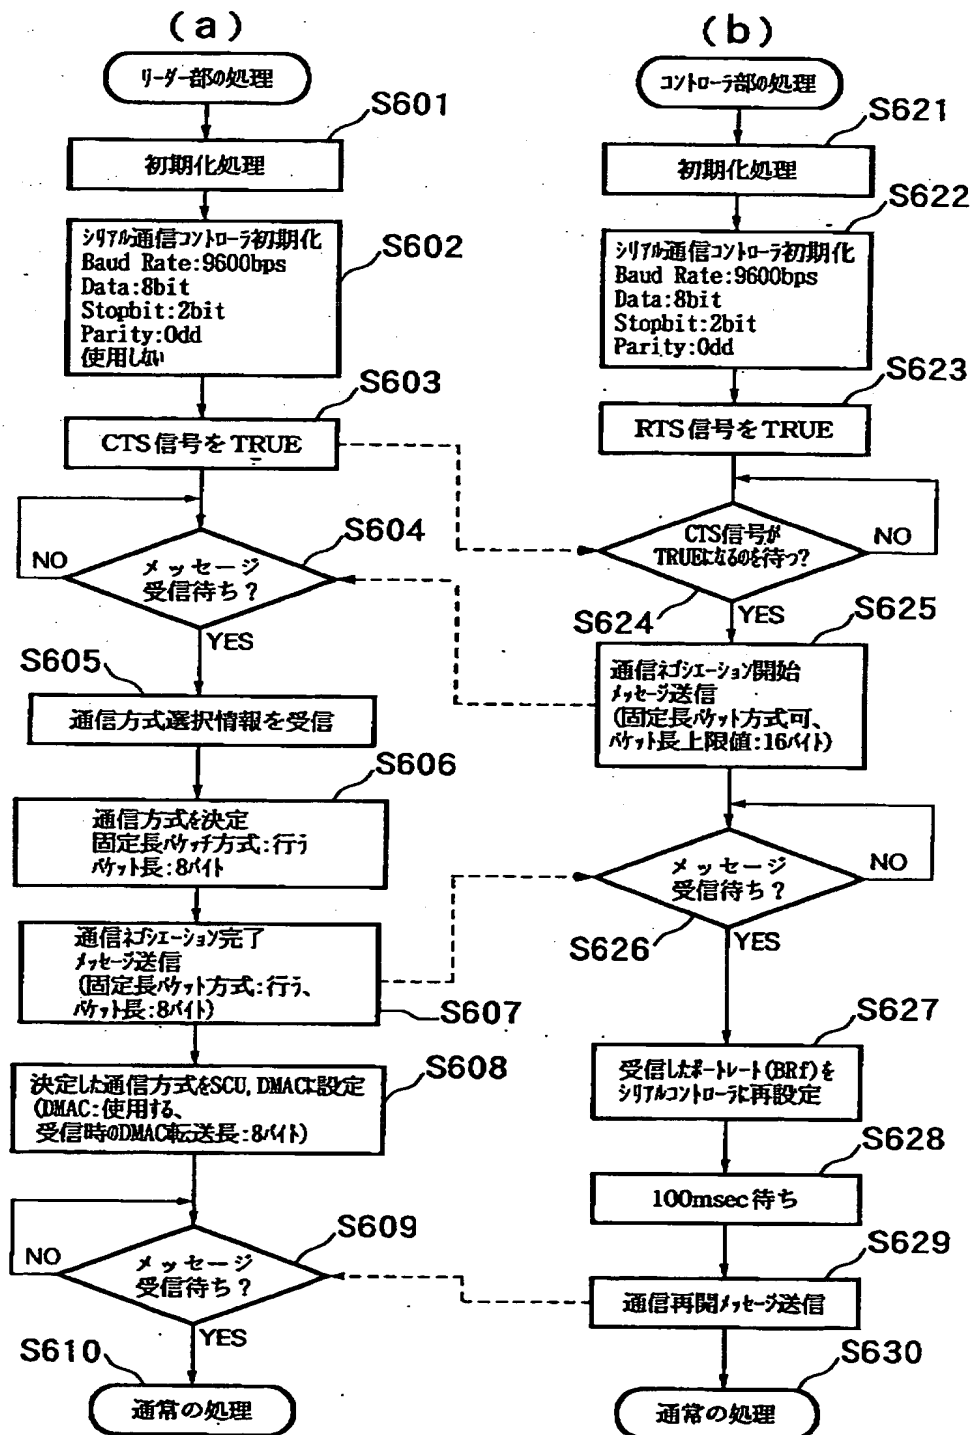 (a)
リーダー部の処理
S601
初期化処理
S602
シリアル通信コントローラ初期化
Baud Rate:9600bps
Data:8bit
Stopbit:2bit
Parity:Odd
使用しない
S603
CTS信号をTRUE
S604
メッセージ
受信待ち？
NO
YES
S605
通信方式選択情報を受信
S606
通信方式を決定
固定長パケッチ方式:行う
パケット長:8バイト
通信ネゴシエーション完了
メッセージ送信
(固定長パケット方式:行う、
パケット長:8バイト)
S607
S608
決定した通信方式をSCU,DMACに設定
(DMAC:使用する、
受信時のDMAC転送長:8バイト)
S609
メッセージ
受信待ち？
NO
YES
S610
通常の処理
(b)
コントローラ部の処理
S621
初期化処理
S622
シリアル通信コントローラ初期化
Baud Rate:9600bps
Data:8bit
Stopbit:2bit
Parity:Odd
S623
RTS信号をTRUE
CTS信号が
TRUEになるのを待つ?
NO
S624
YES
S625
通信ネゴシエーション開始
メッセージ送信
(固定長パケット方式可、
パケット長上限値:16バイト)
メッセージ
受信待ち？
NO
S626
YES
S627
受信したボートレート(BRf)を
シリアルコントローラに再設定
S628
100msec待ち
S629
通信再開メッセージ送信
S630
通常の処理